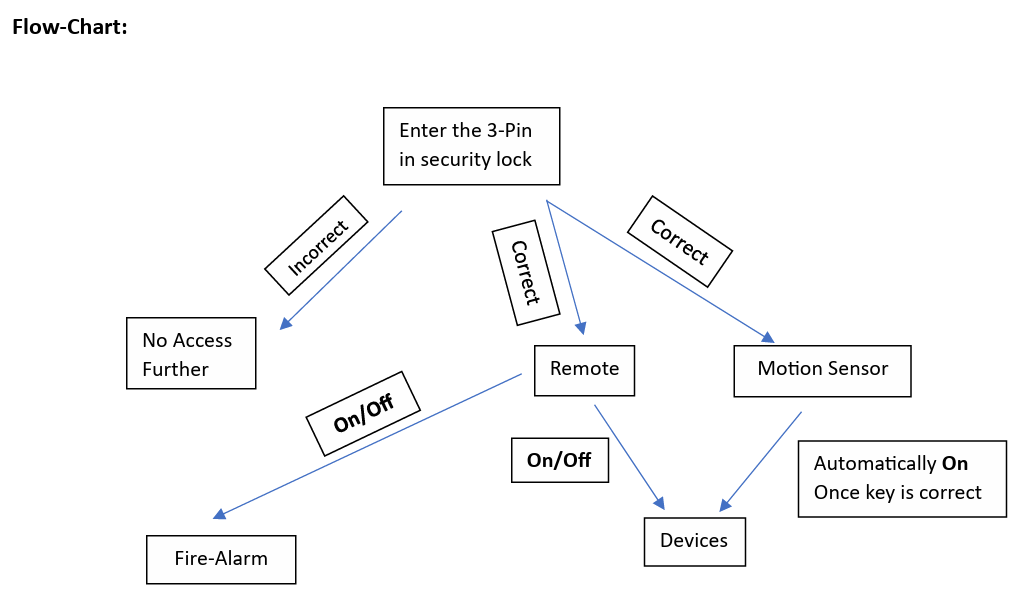 Flow-Chart:
Enter the 3-Pin
in security lock
Incorrect
Correct
Correct
No Access
Further
Remote
Motion Sensor
On/Off
On/Off
Automatically On
Once key is correct
Fire-Alarm
Devices